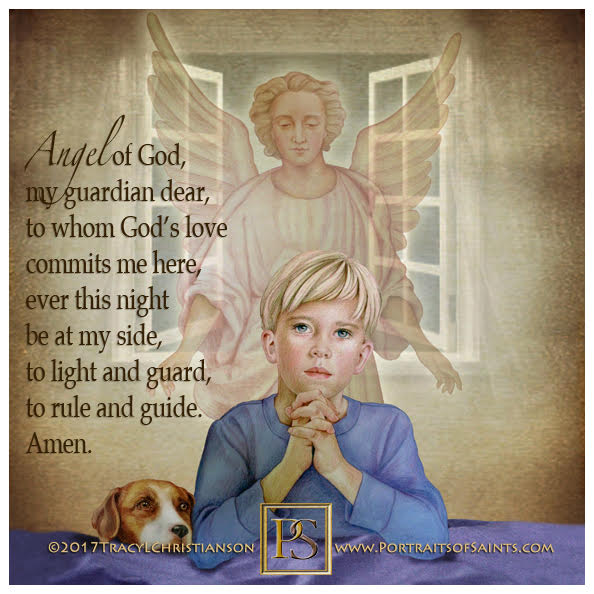 Angel of God,
my guardian dear,
to whom God's love
commits me here,
ever this night
be at my side,
to light and guard,
to rule and guide.
Amen.
©2017TracyLChristianson PS www.PortraitsofSaints.com